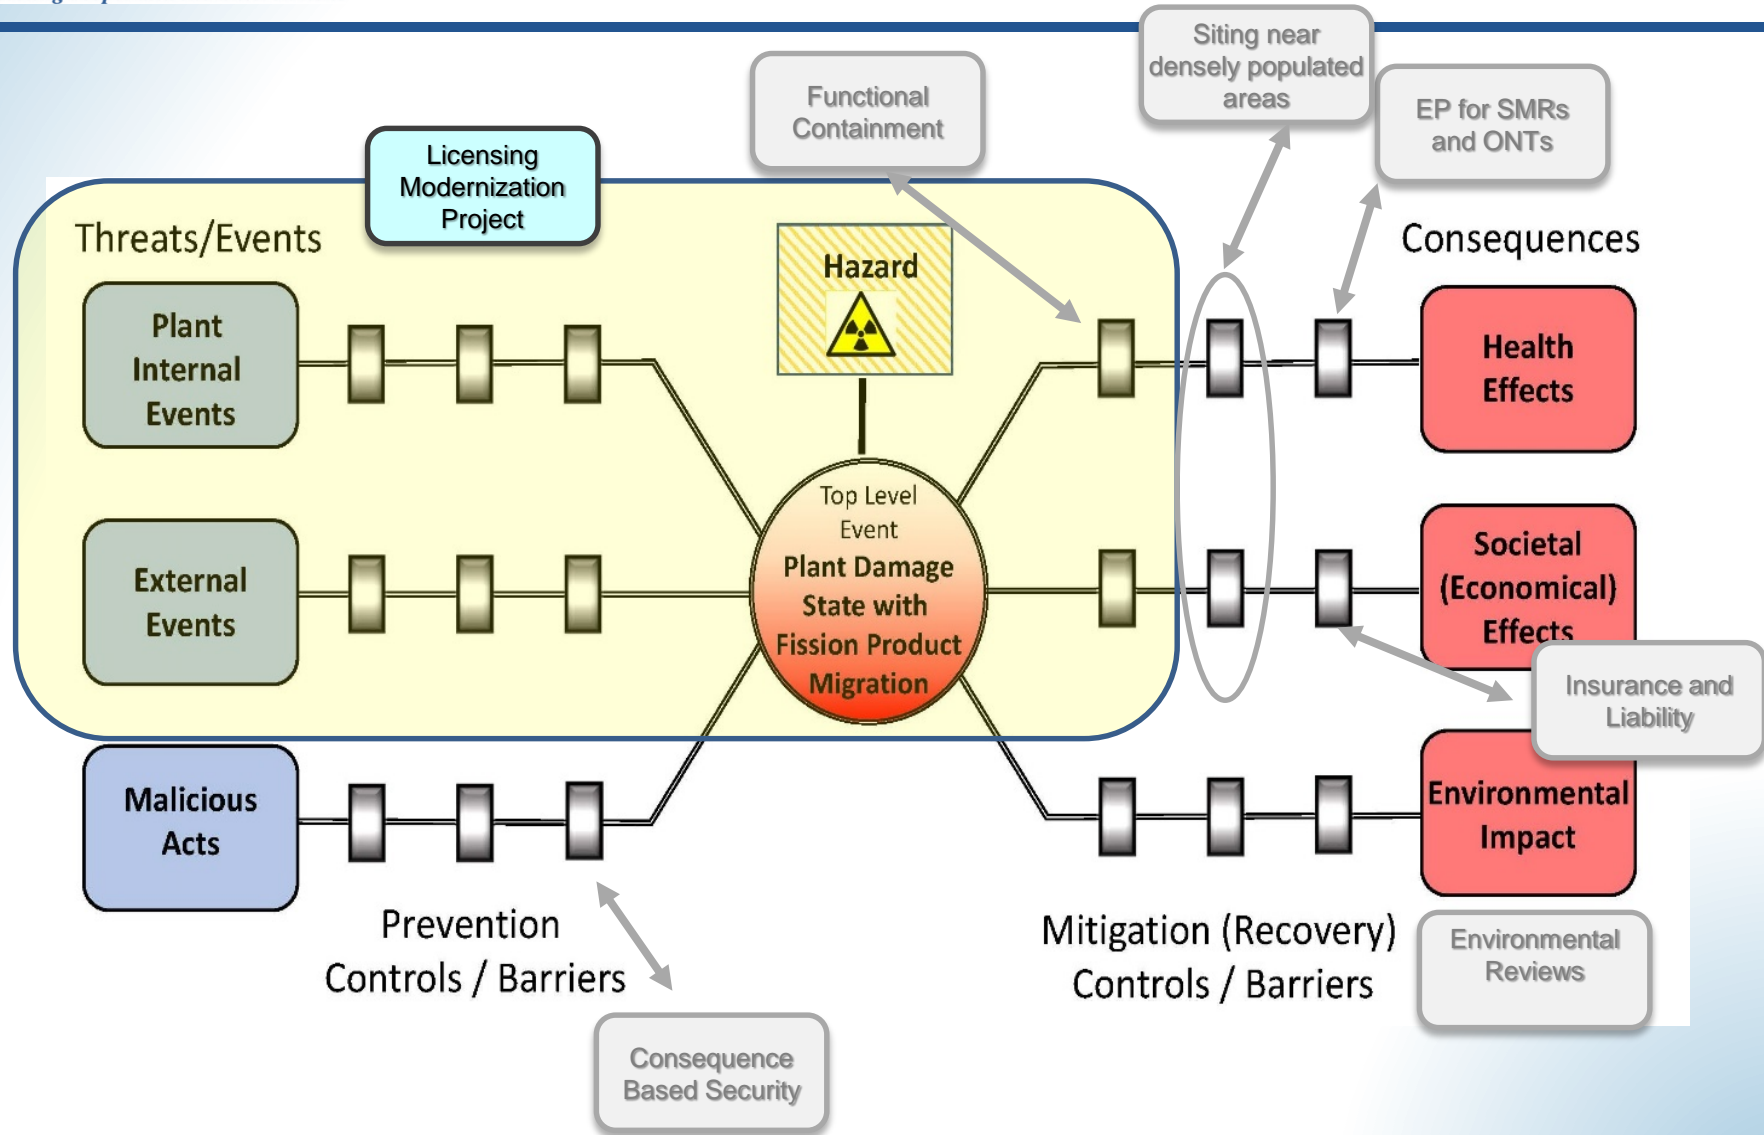 Siting near
densely populated
areas
Functional
Containment
EP for SMRs
and ONTs
Licensing
Modernization
Project
Threats/Events
Hazard
Consequences
Plant
Internal
Events
Health
Effects
Top Level
Event
Plant Damage
State with
Fission Product
Migration
External
Events
Societal
(Economical)
Effects
Insurance and
Liability
Malicious
Acts
Environmental
Impact
Prevention
Controls / Barriers
Mitigation (Recovery)
Controls / Barriers
Environmental
Reviews
Consequence
Based Security